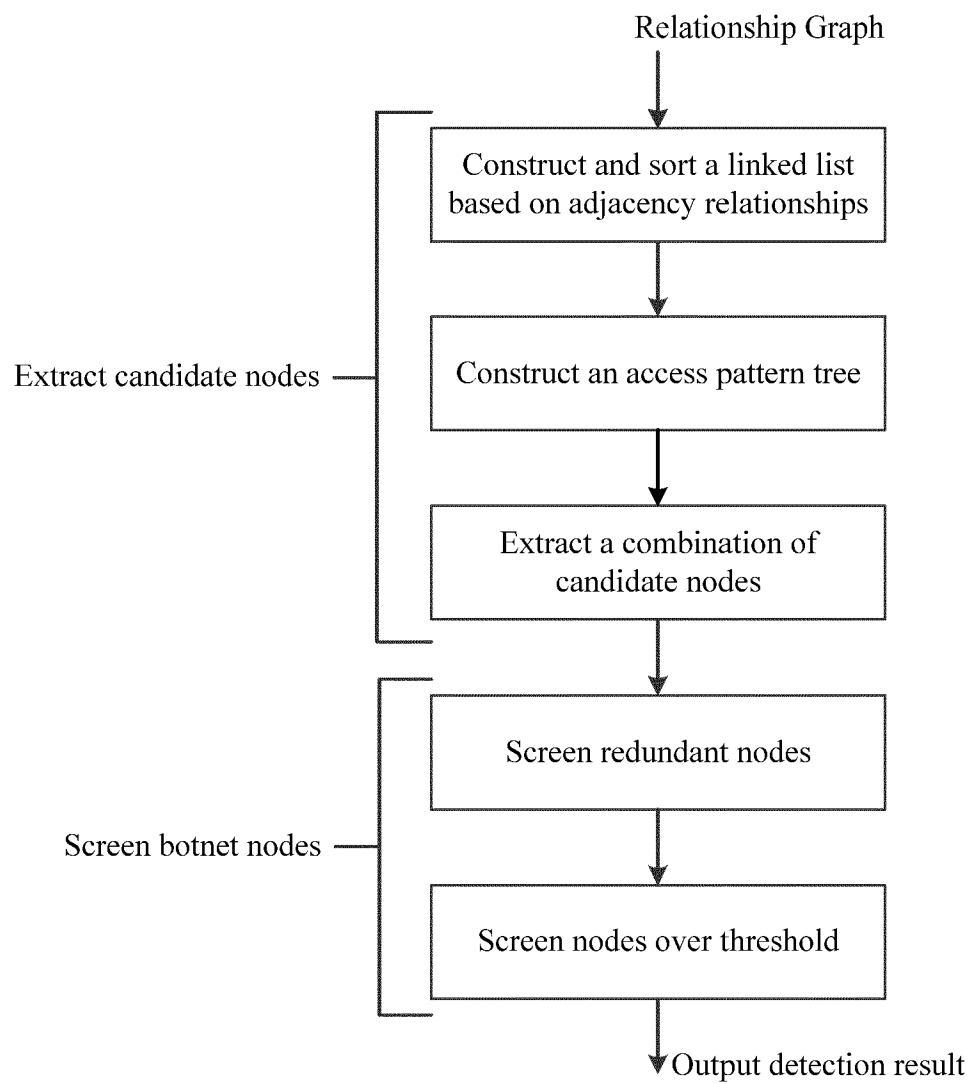 Relationship Graph
Construct and sort a linked list
based on adjacency relationships
Construct an access pattern tree
Extract candidate nodes
Extract a combination of
candidate nodes
Screen redundant nodes
Screen botnet nodes
Screen nodes over threshold
Output detection result